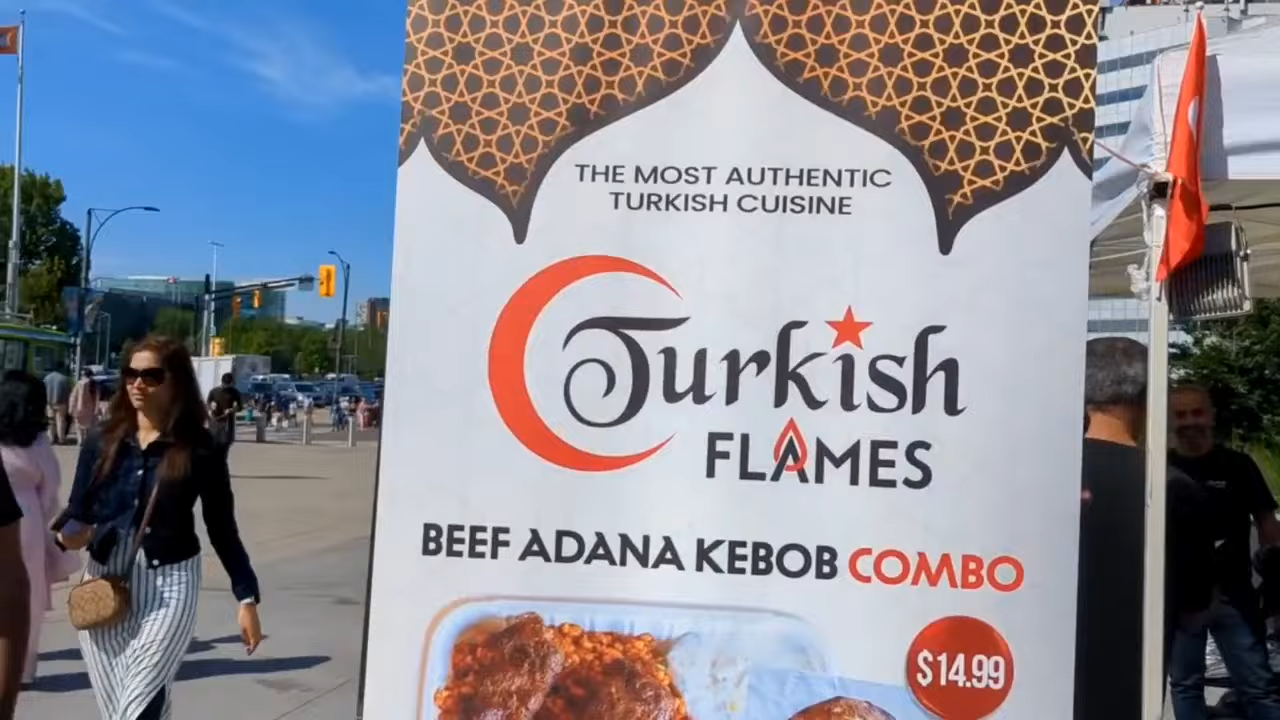 THE MOST AUTHENTIC
TURKISH CUISINE
Turkish
FLAMES
BEEF ADANA KEBOB COMBO
$14.99